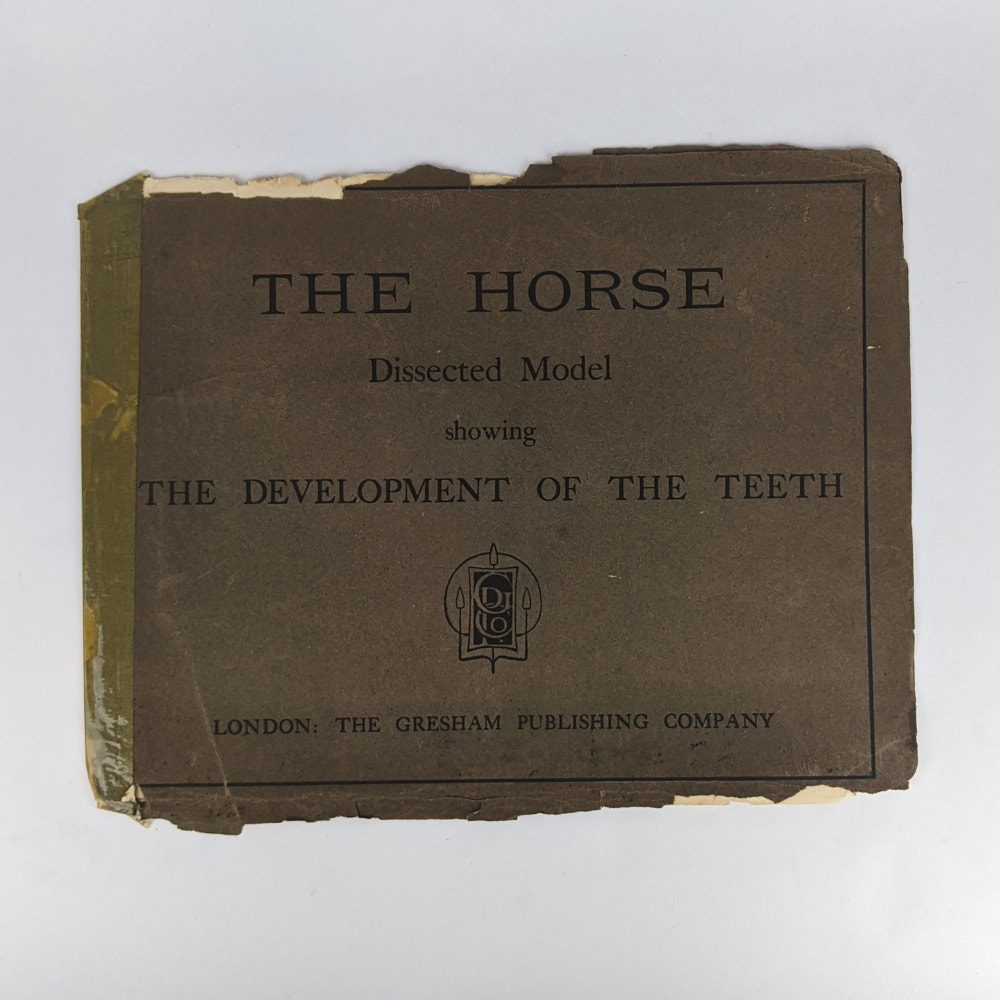 THE HORSE
Dissected Model
showing
THE DEVELOPMENT OF THE TEETH
LONDON: THE GRESHAM PUBLISHING COMPANY